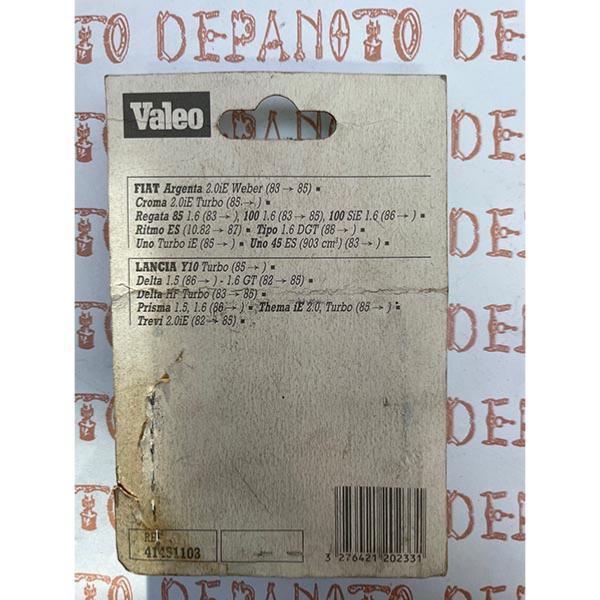 DEPANOTO DEPANOTO
Valeo
FIAT Argenta 2.0iE Weber (83 → 85) ▪
Croma 2.0iE Turbo (85 → ) ▪
Regata 85 1.6 (83 → ), 100 1.6 (83 → 85), 100 SiE 1.6 (86 → ) ▪
Ritmo ES (10.82 → 87) ▪ Tipo 1.6 DGT (88 → ) ▪
Uno Turbo iE (85 → ) ▪ Uno 45 ES (903 cm³) (83 → ) ▪
LANCIA Y10 Turbo (85 → ) ▪
Delta 1.5 (86 → ) - 1.6 GT (82 → 85) ▪
Delta HF Turbo (83 → 85) ▪
Prisma 1.5, 1.6 (86 → ) ▪ Thema iE 2.0, Turbo (85 → ) ▪
Trevi 2.0iE (82 → 85) ▪
3 276421 202331